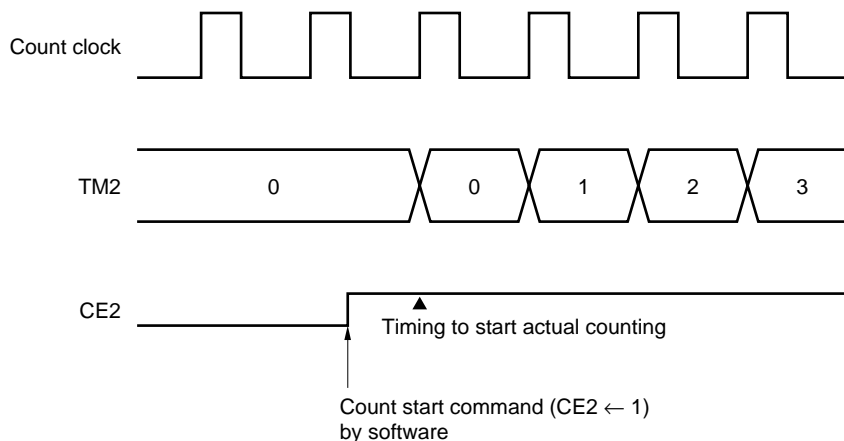 Count clock
TM2
0
0
1
2
3
CE2
Timing to start actual counting
Count start command (CE2 ← 1)
by software